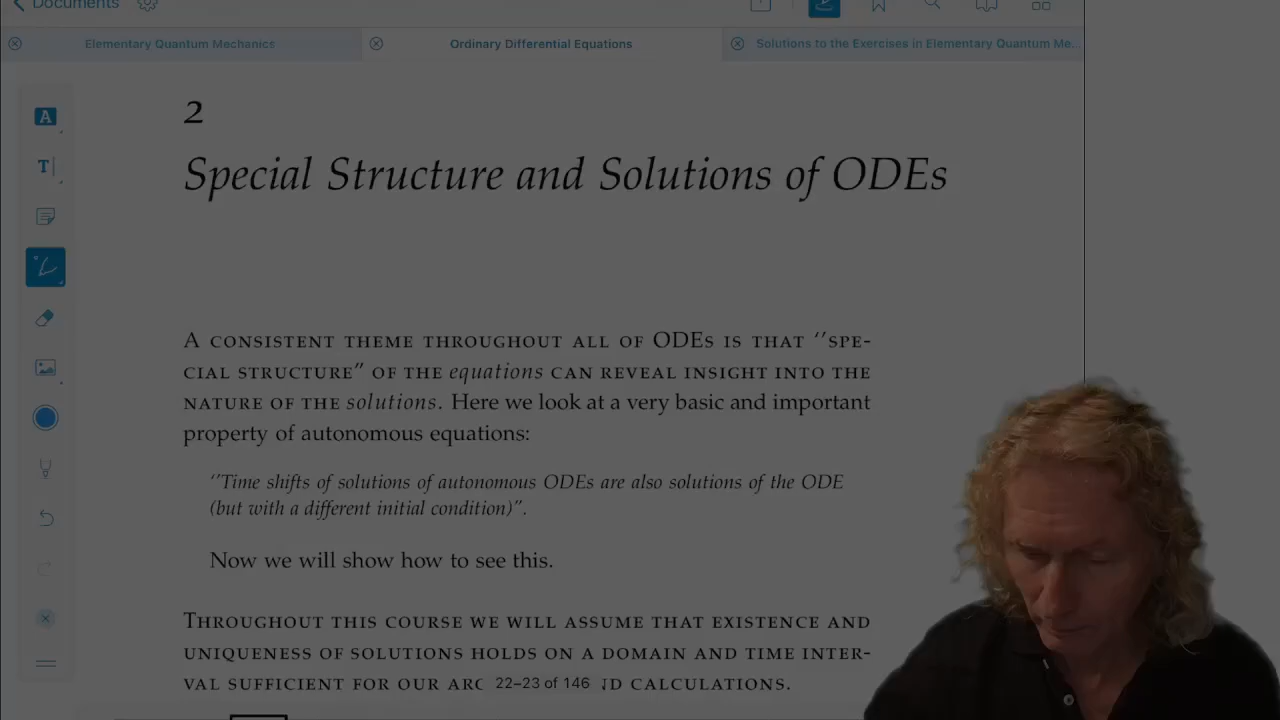 Documents
Elementary Quantum Mechanics
Ordinary Differential Equations
Solutions to the Exercises in Elementary Quantum Me...
A
T
2
Special Structure and Solutions of ODEs
A CONSISTENT THEME THROUGHOUT ALL OF ODES IS THAT ‘’SPE-
CIAL STRUCTURE” OF THE equations CAN REVEAL INSIGHT INTO THE
NATURE OF THE solutions. Here we look at a very basic and important
property of autonomous equations:
‘’Time shifts of solutions of autonomous ODEs are also solutions of the ODE
(but with a different initial condition)”.
Now we will show how to see this.
THROUGHOUT THIS COURSE WE WILL ASSUME THAT EXISTENCE AND
UNIQUENESS OF SOLUTIONS HOLDS ON A DOMAIN AND TIME INTER-
VAL SUFFICIENT FOR OUR CALCULATIONS.
22–23 of 146